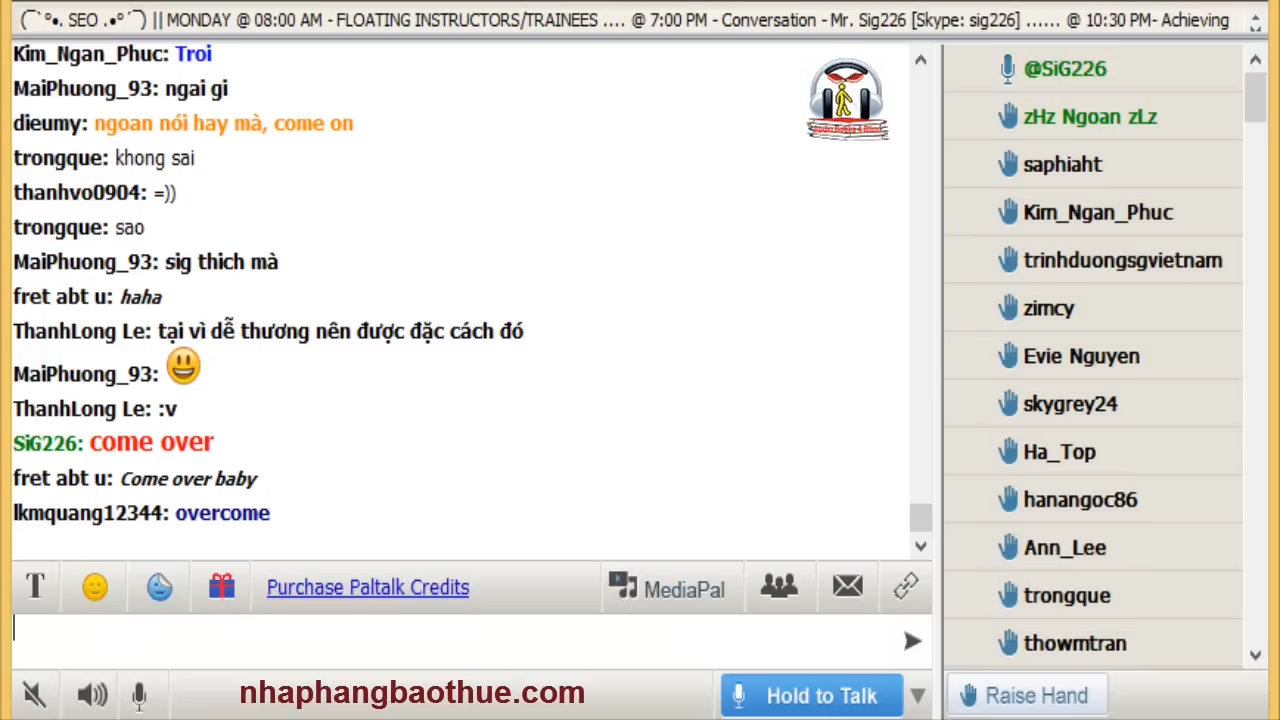 (¯`°•. SEO .•°´¯) || MONDAY @ 08:00 AM - FLOATING INSTRUCTORS/TRAINEES .... @ 7:00 PM - Conversation - Mr. Sig226 [Skype: sig226] ...... @ 10:30 PM- Achieving
Kim_Ngan_Phuc: Troi
MaiPhuong_93: ngai gi
dieumy: ngoan nói hay mà, come on
trongque: khong sai
thanhvo0904: =))
trongque: sao
MaiPhuong_93: sig thich mà
fret abt u: haha
ThanhLong Le: tại vì dễ thương nên được đặc cách đó
MaiPhuong_93:
ThanhLong Le: :v
SiG226: come over
fret abt u: Come over baby
lkmquang12344: overcome
@SiG226
zHz Ngoan zLz
saphiaht
Kim_Ngan_Phuc
trinhduongsgvietnam
zimcy
Evie Nguyen
skygrey24
Ha_Top
hanangoc86
Ann_Lee
trongque
thowmtran
T
Purchase Paltalk Credits
MediaPal
nhaphangbaothue.com
Hold to Talk
Raise Hand